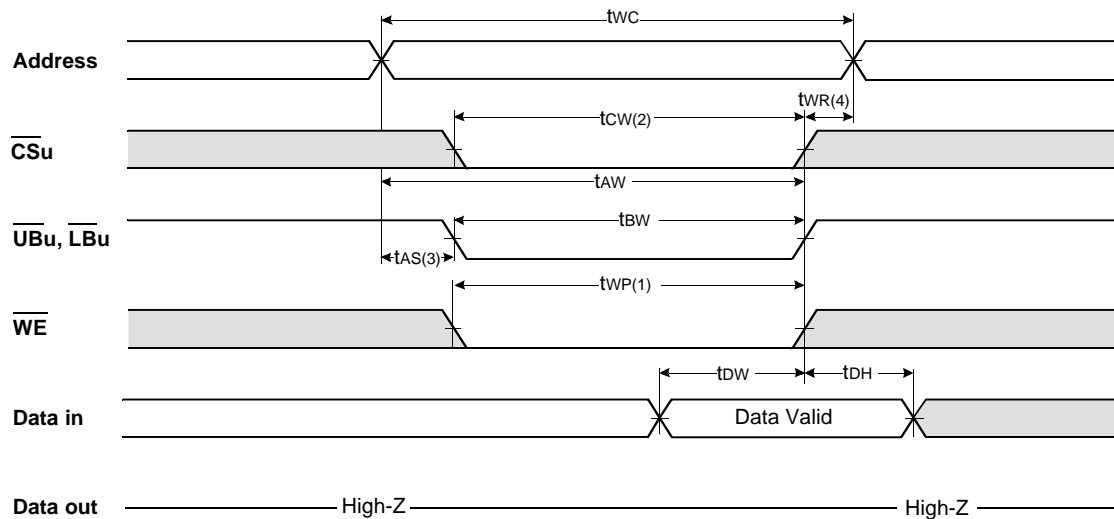 tWC
Address
tWR(4)
tCW(2)
CSu
tAW
tBW
UBu, LBu
tAS(3)
tWP(1)
WE
tDW
tDH
Data in
Data Valid
Data out
High-Z
High-Z